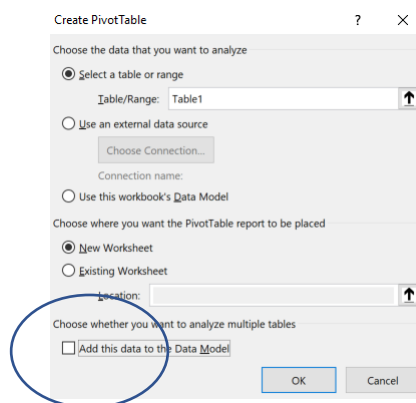 Create PivotTable ? ×
Choose the data that you want to analyze
Select a table or range
Table/Range: Table1
Use an external data source
Choose Connection...
Connection name:
Use this workbook's Data Model
Choose where you want the PivotTable report to be placed
New Worksheet
Existing Worksheet
Location:
Choose whether you want to analyze multiple tables
Add this data to the Data Model
OK Cancel